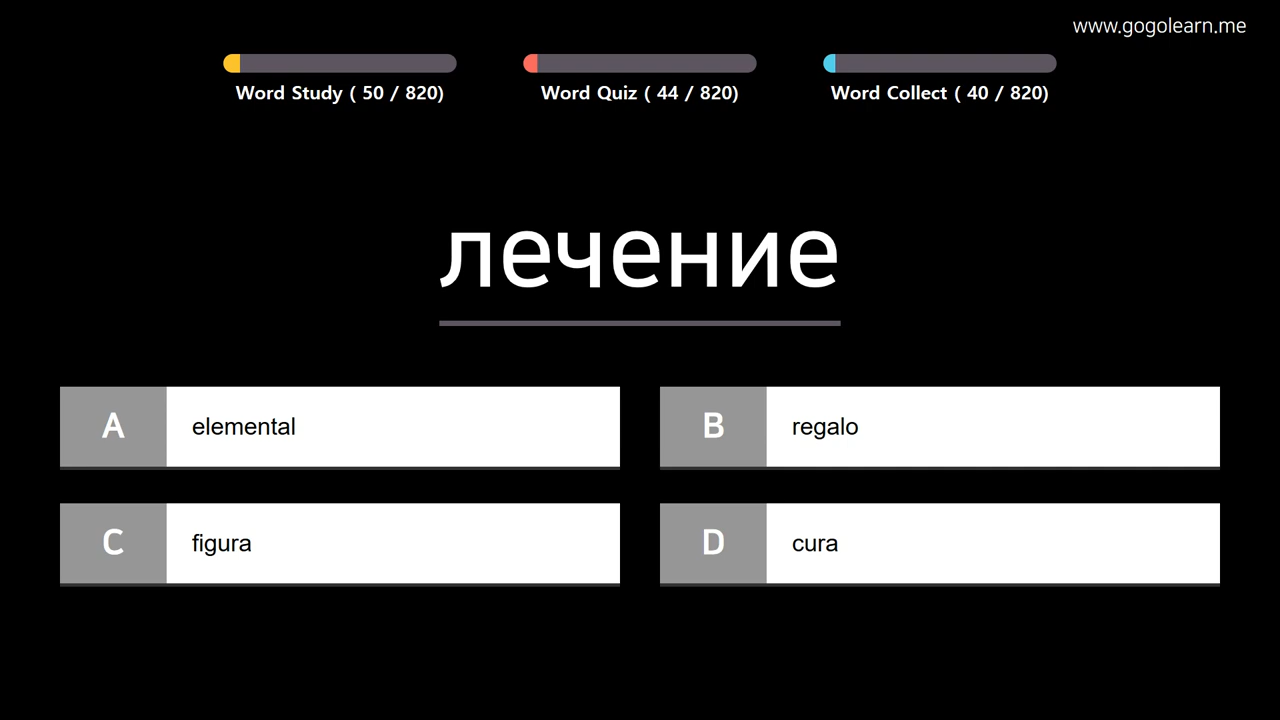 www.gogolearn.me
Word Study ( 50 / 820)
Word Quiz ( 44 / 820)
Word Collect ( 40 / 820)
лечение
A elemental
B regalo
C figura
D cura